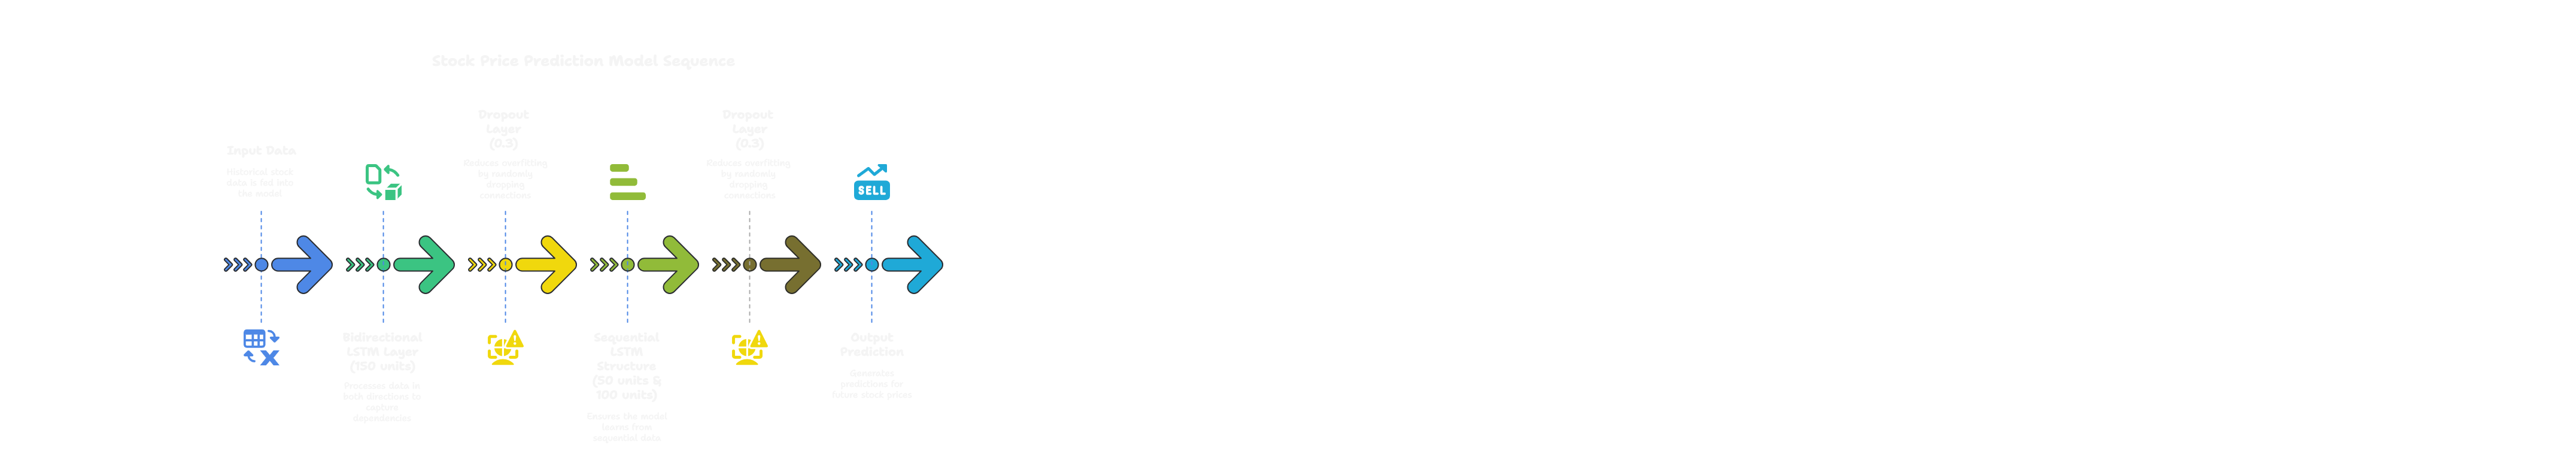 Stock Price Prediction Model Sequence
Input Data
Historical stock
data is fed into
the model
Bidirectional
LSTM Layer
(150 units)
Processes data in
both directions to
capture
dependencies
Dropout
Layer
(0.3)
Reduces overfitting
by randomly
dropping
connections
Sequential
LSTM
Structure
(50 units &
100 units)
Ensures the model
learns from
sequential data
Dropout
Layer
(0.3)
Reduces overfitting
by randomly
dropping
connections
SELL
Output
Prediction
Generates
predictions for
future stock prices